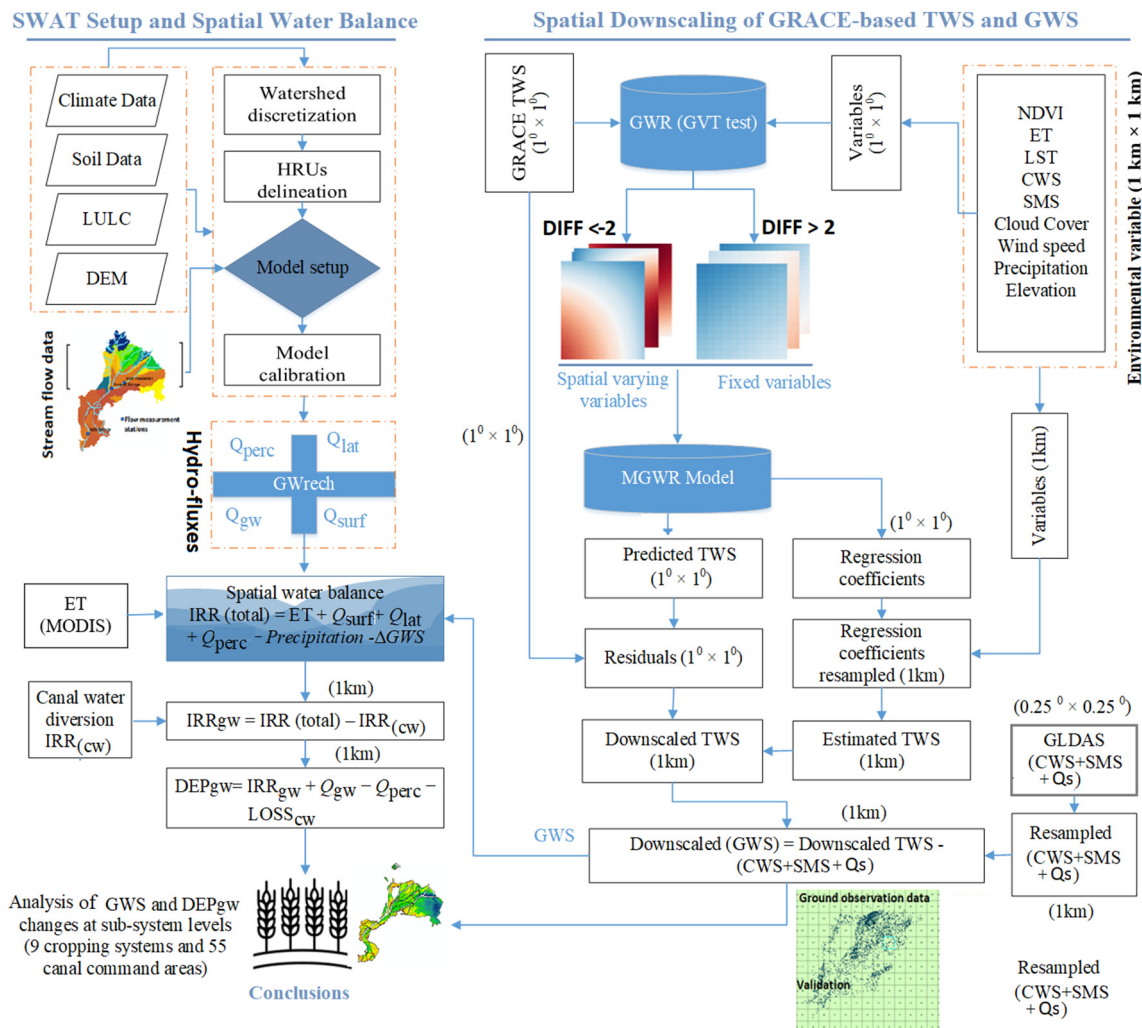 SWAT Setup and Spatial Water Balance
Climate Data
Soil Data
LULC
DEM
Watershed
discretization
HRUs
delineation
Model setup
Model
calibration
Stream flow data
Flow measurement
stations
Hydro-fluxes
Qperc
Qlat
GWrech
Qgw
Qsurf
ET
(MODIS)
Spatial water balance
IRR (total) = ET + Qsurf + Qlat
+ Qperc – Precipitation -ΔGWS
(1km)
Canal water
diversion
IRR(cw)
IRRgw = IRR (total) – IRR(cw)
(1km)
DEPgw= IRRgw + Qgw – Qperc –
LOSScw
Analysis of GWS and DEPgw
changes at sub-system levels
(9 cropping systems and 55
canal command areas)
Conclusions
Spatial Downscaling of GRACE-based TWS and GWS
GRACE TWS
(1⁰ × 1⁰)
GWR (GVT test)
Variables
(1⁰ × 1⁰)
NDVI
ET
LST
CWS
SMS
Cloud Cover
Wind speed
Precipitation
Elevation
Environmental variable (1 km × 1 km)
DIFF <-2
DIFF > 2
Spatial varying
variables
Fixed variables
(1⁰ × 1⁰)
MGWR Model
(1⁰ × 1⁰)
Variables (1km)
Predicted TWS
(1⁰ × 1⁰)
Regression
coefficients
Residuals (1⁰ × 1⁰)
Regression
coefficients
resampled (1km)
Downscaled TWS
(1km)
Estimated TWS
(1km)
(0.25 ⁰ × 0.25 ⁰)
GLDAS
(CWS+SMS
+ Qs)
(1km)
GWS
Downscaled (GWS) = Downscaled TWS -
(CWS+SMS + Qs)
Resampled
(CWS+SMS
+ Qs)
(1km)
Ground observation data
Validation
Resampled
(CWS+SMS
+ Qs)